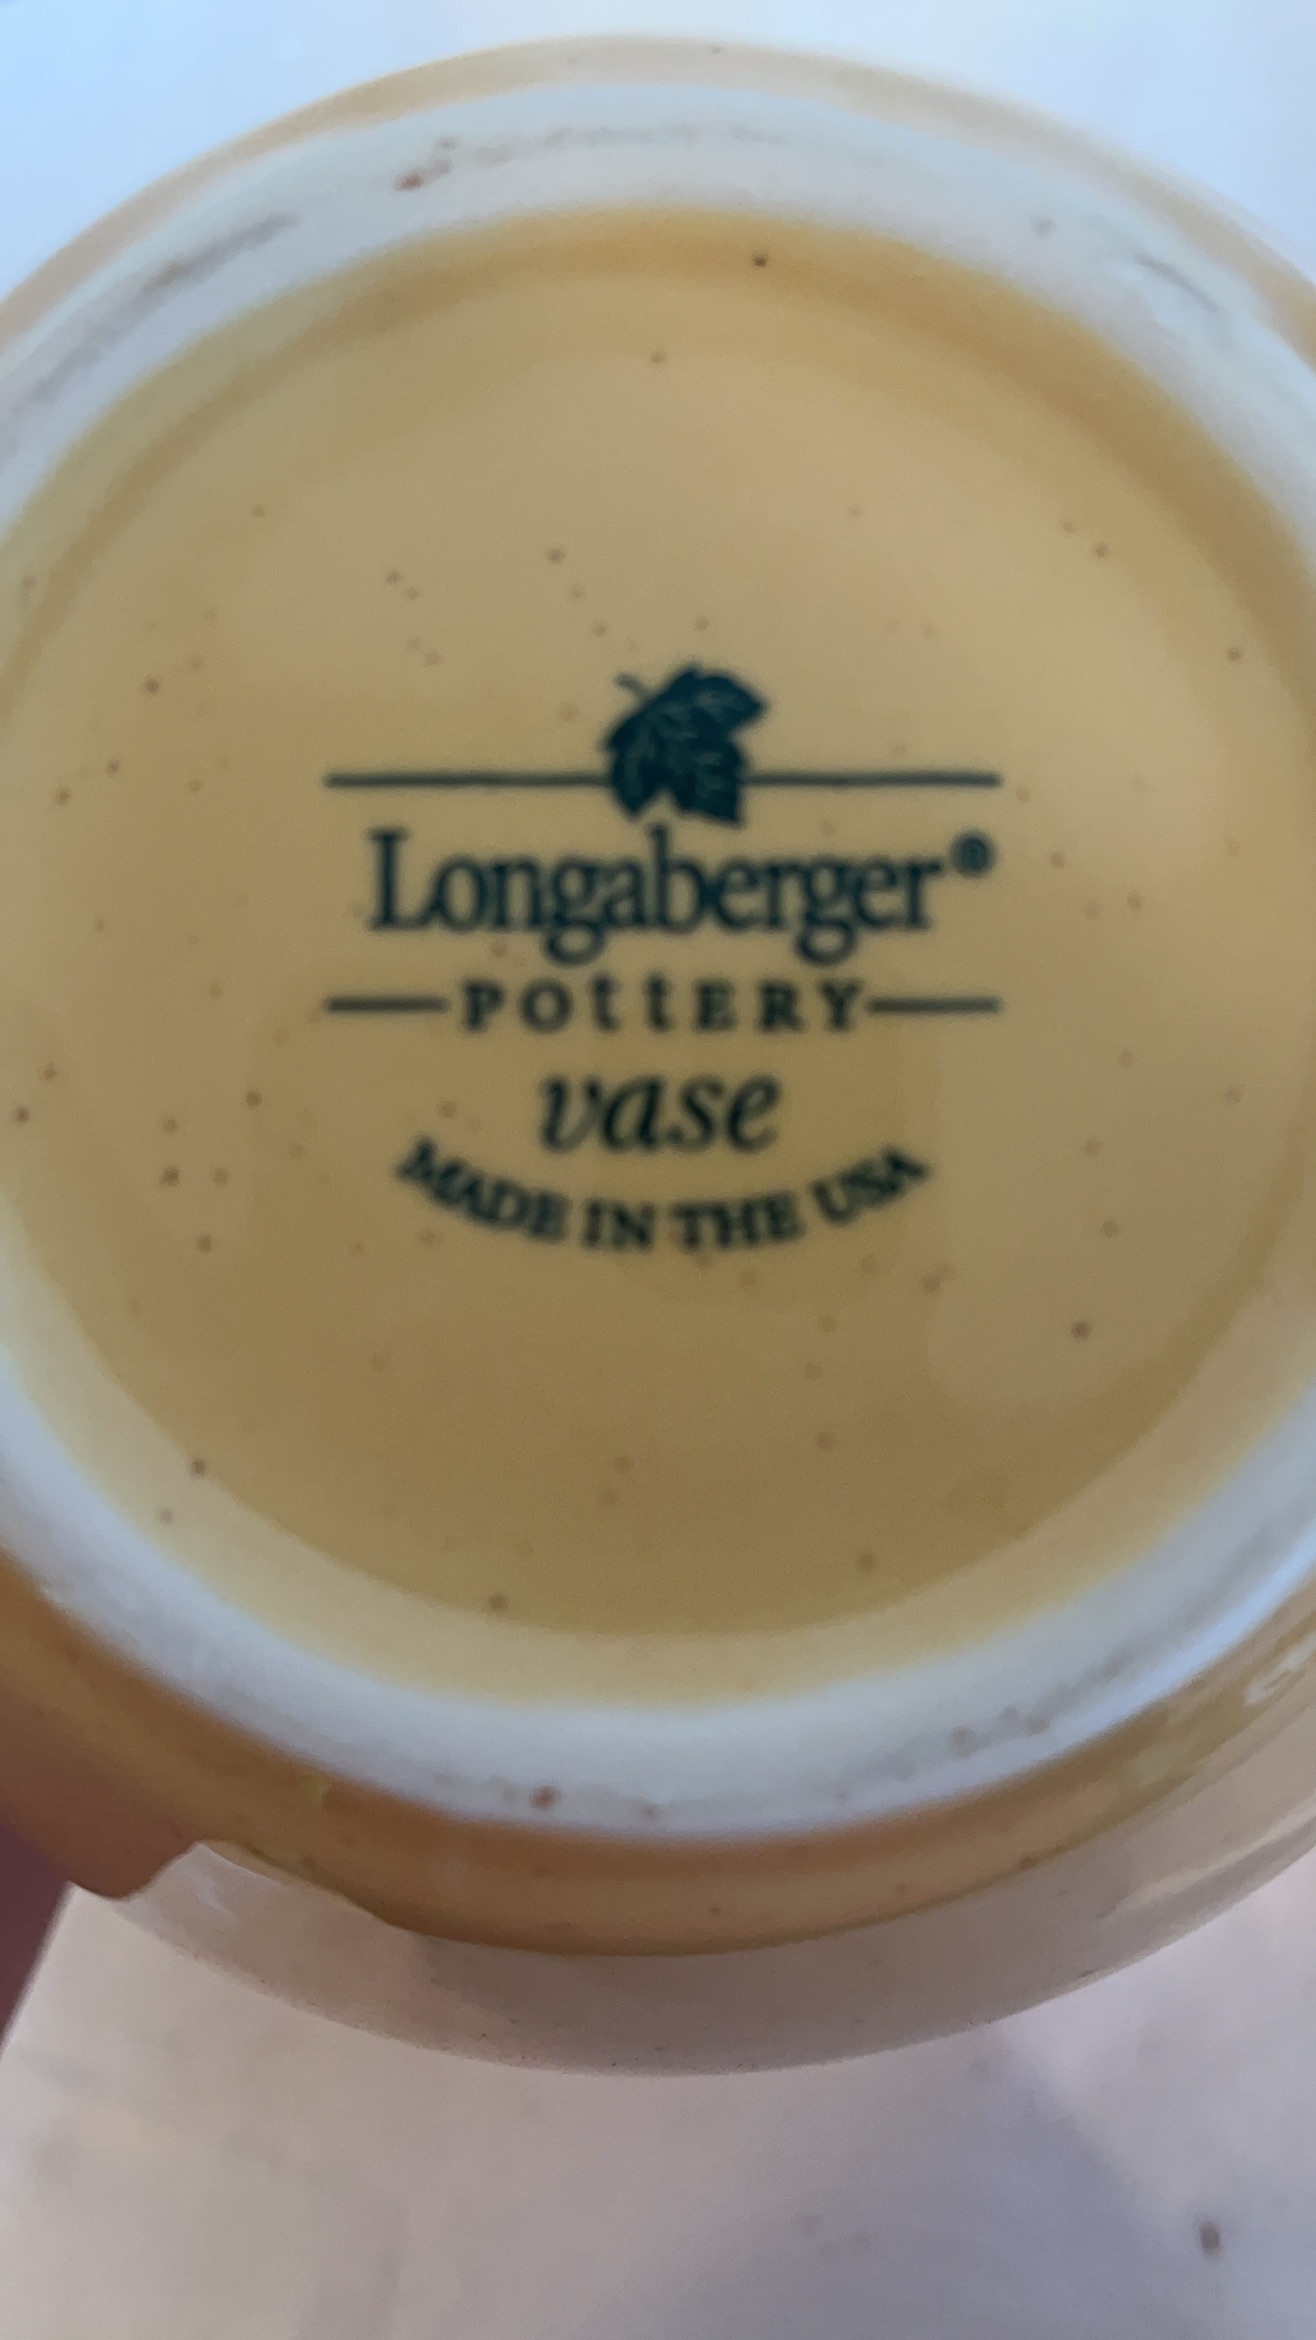 Longaberger®
POttERY
vase
MADE IN THE USA